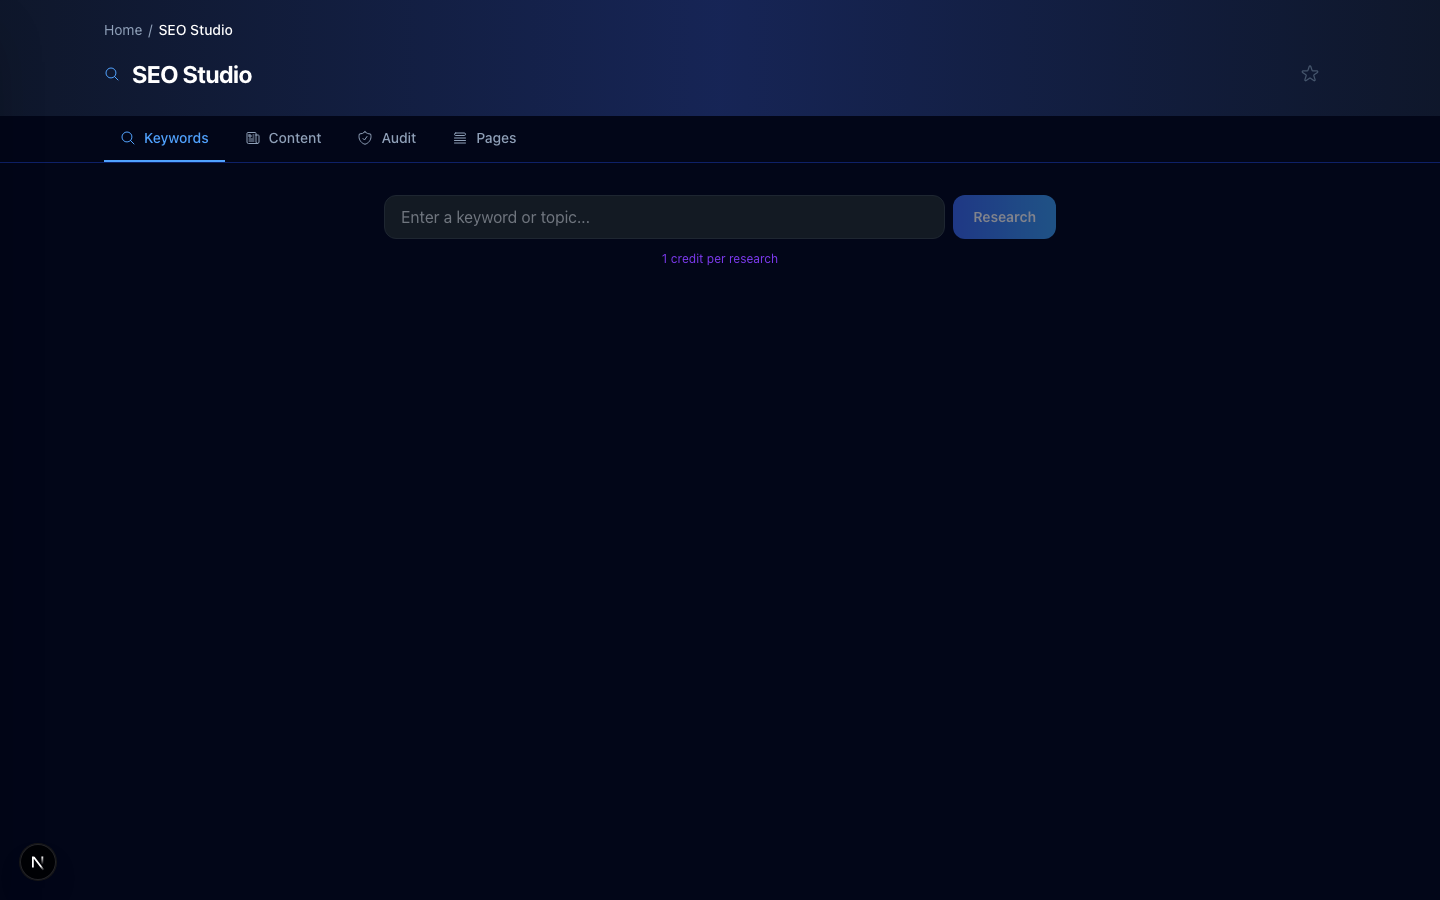 Home / SEO Studio
SEO Studio
Keywords
Content
Audit
Pages
Enter a keyword or topic...
Research
1 credit per research
N